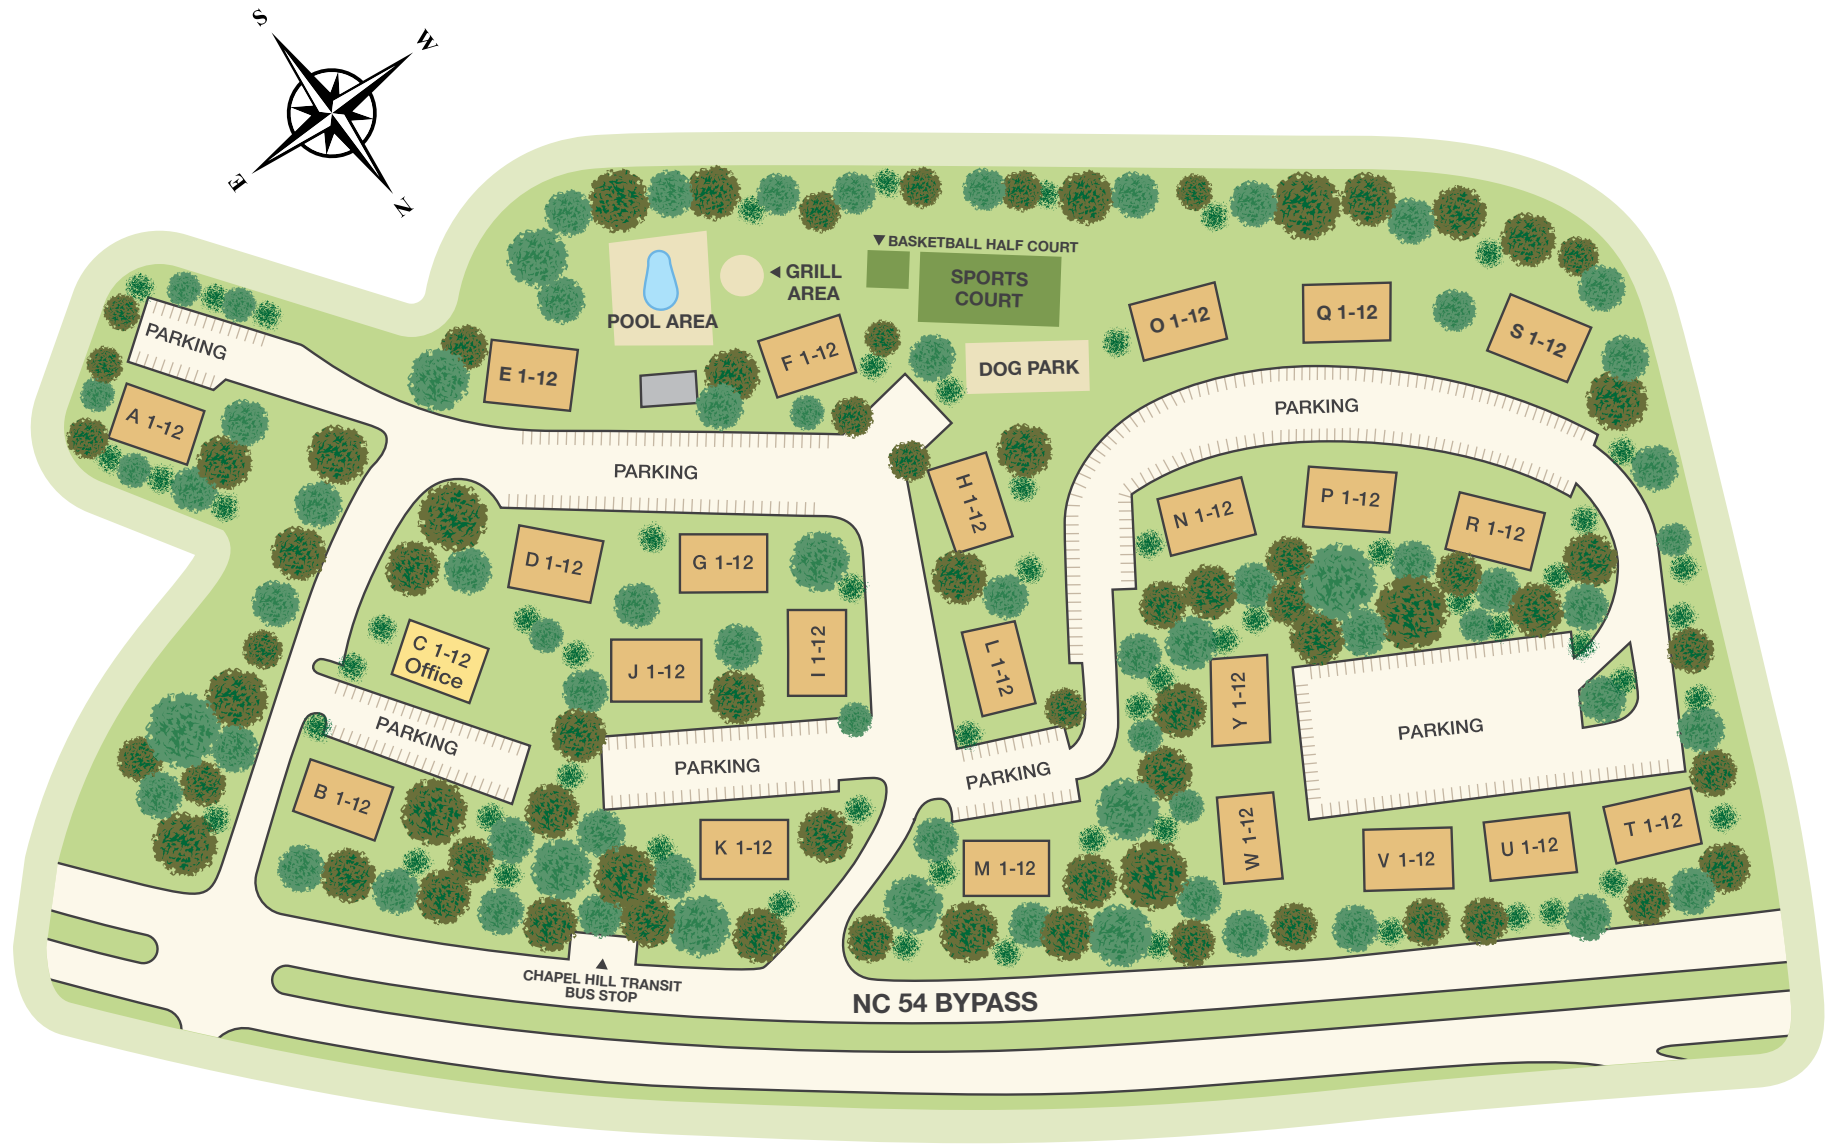 S
W
E
N
▼ BASKETBALL HALF COURT
◄ GRILL
AREA
SPORTS
COURT
POOL AREA
DOG PARK
PARKING
A 1-12
E 1-12
F 1-12
O 1-12
Q 1-12
S 1-12
PARKING
PARKING
H 1-12
N 1-12
P 1-12
R 1-12
D 1-12
G 1-12
I 1-12
C 1-12
Office
J 1-12
L 1-12
Y 1-12
PARKING
PARKING
PARKING
PARKING
B 1-12
K 1-12
M 1-12
W 1-12
V 1-12
U 1-12
T 1-12
▲
CHAPEL HILL TRANSIT
BUS STOP
NC 54 BYPASS